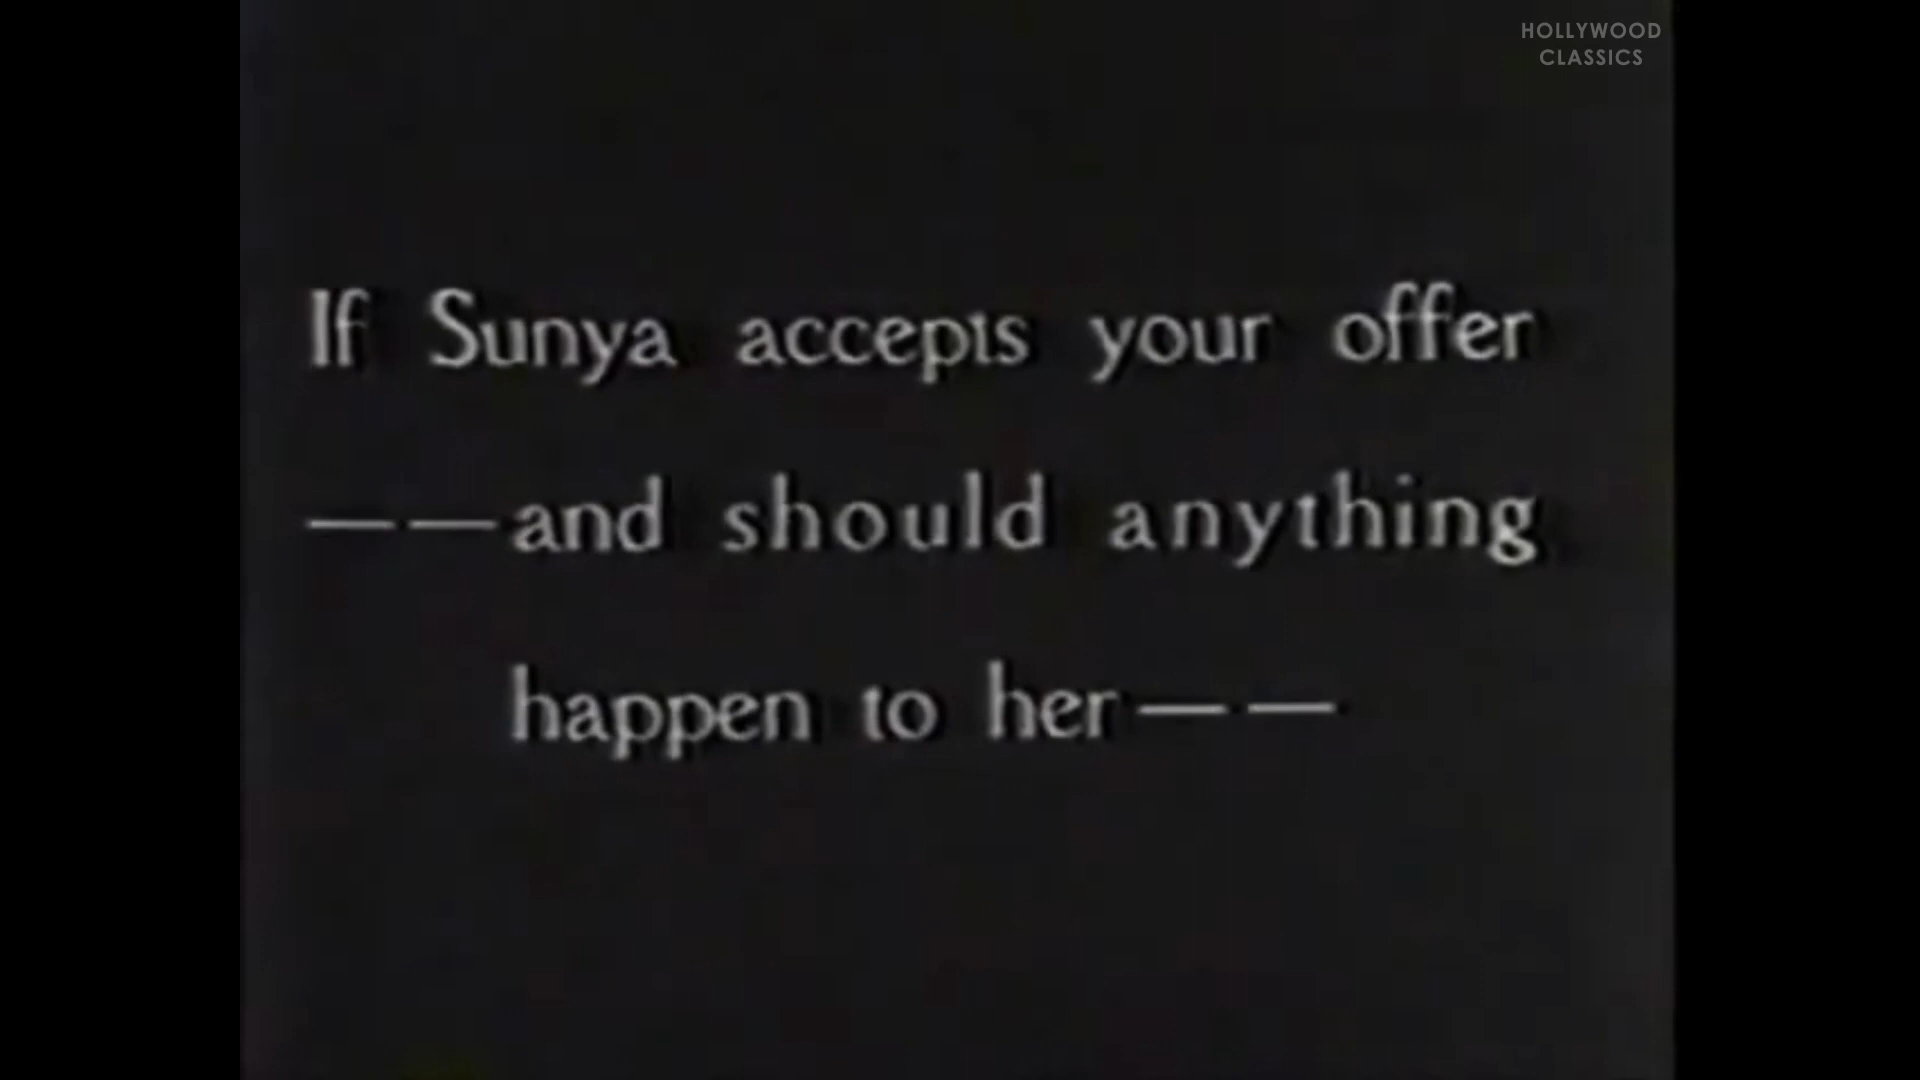 HOLLYWOOD
CLASSICS
If Sunya accepts your offer
——and should anything
happen to her——